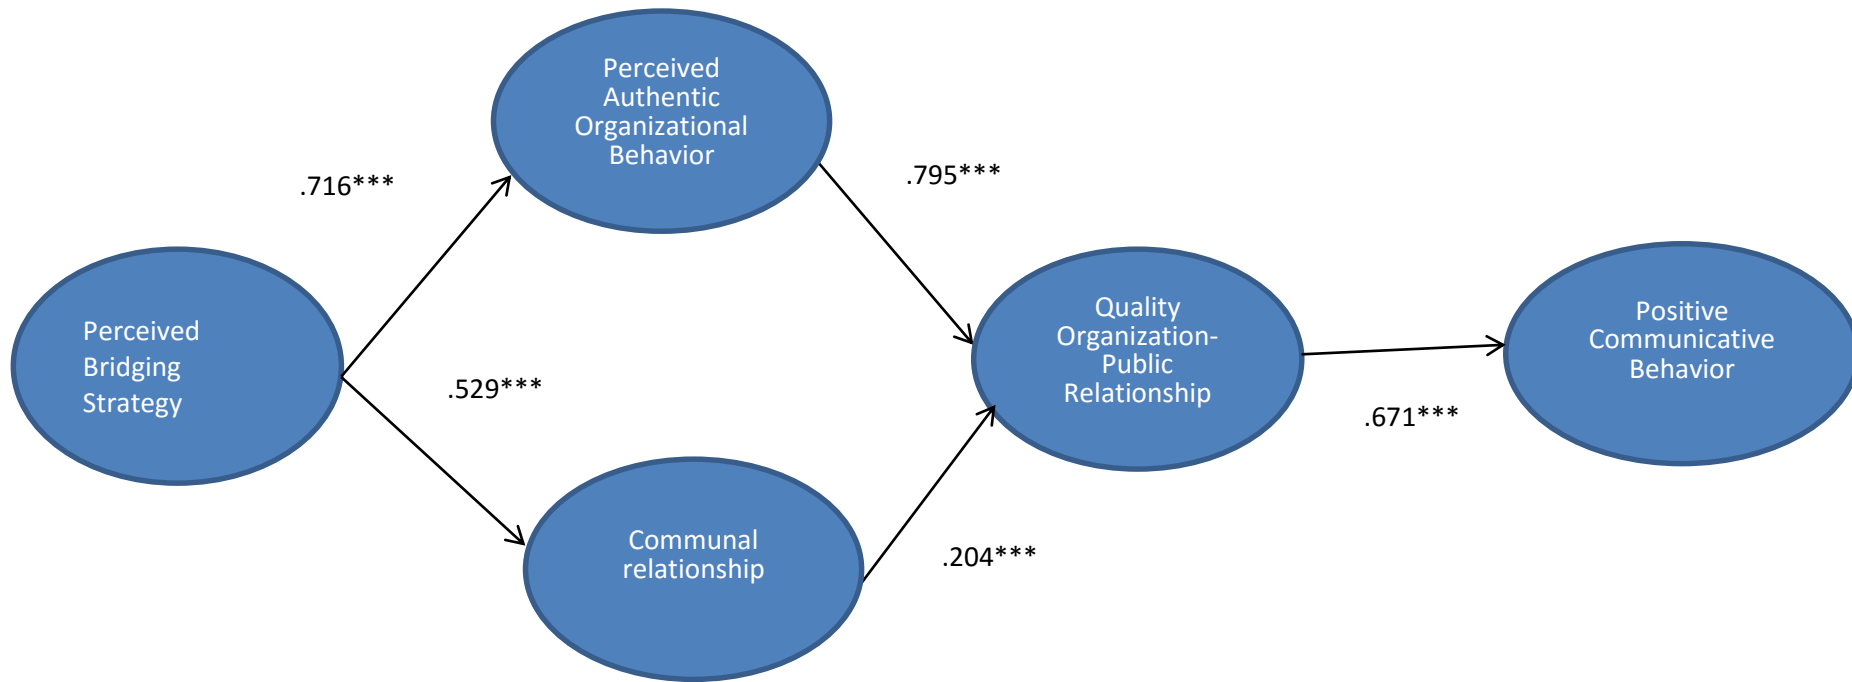 Perceived
Authentic
Organizational
Behavior
.716***
.795***
Perceived
Bridging
Strategy
.529***
Quality
Organization-
Public
Relationship
Positive
Communicative
Behavior
.671***
Communal
relationship
.204***